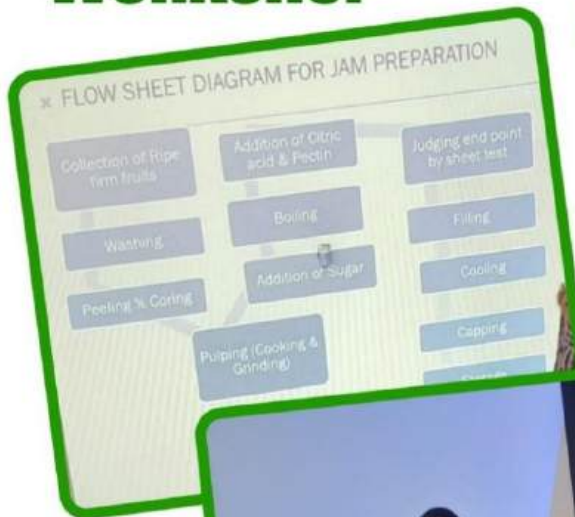 FLOW SHEET DIAGRAM FOR JAM PREPARATION
Collection of Ripe
firm fruits
Washing
Peeling % Coring
Pulping (Cooking &
Grinding)
Addition of Sugar
Boiling
Addition of Citric
acid & Pectin
Judging end point
by sheet test
Filling
Cooling
Capping